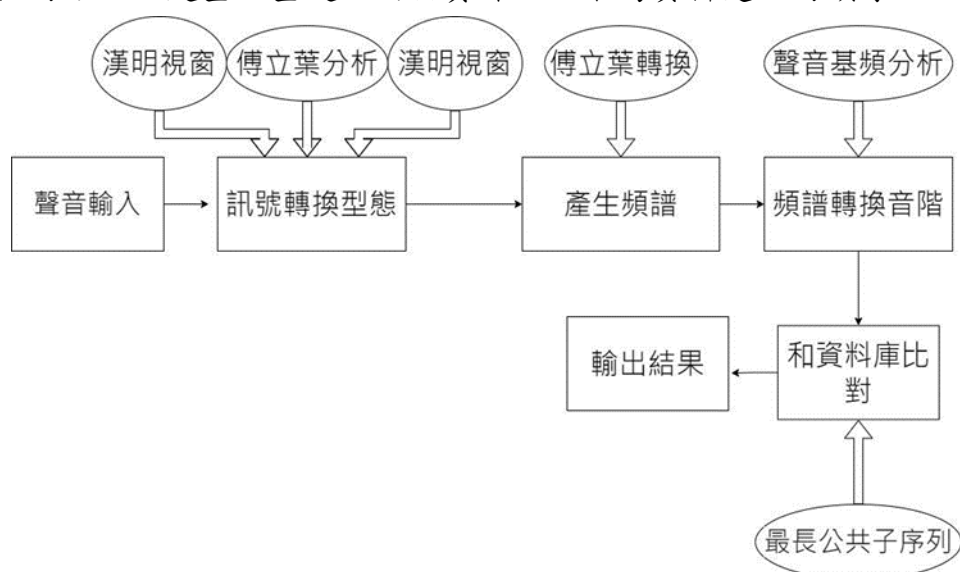 漢明視窗
傅立葉分析
漢明視窗
傅立葉轉換
聲音基頻分析
聲音輸入
訊號轉換型態
產生頻譜
頻譜轉換音階
輸出結果
和資料庫比
對
最長公共子序列